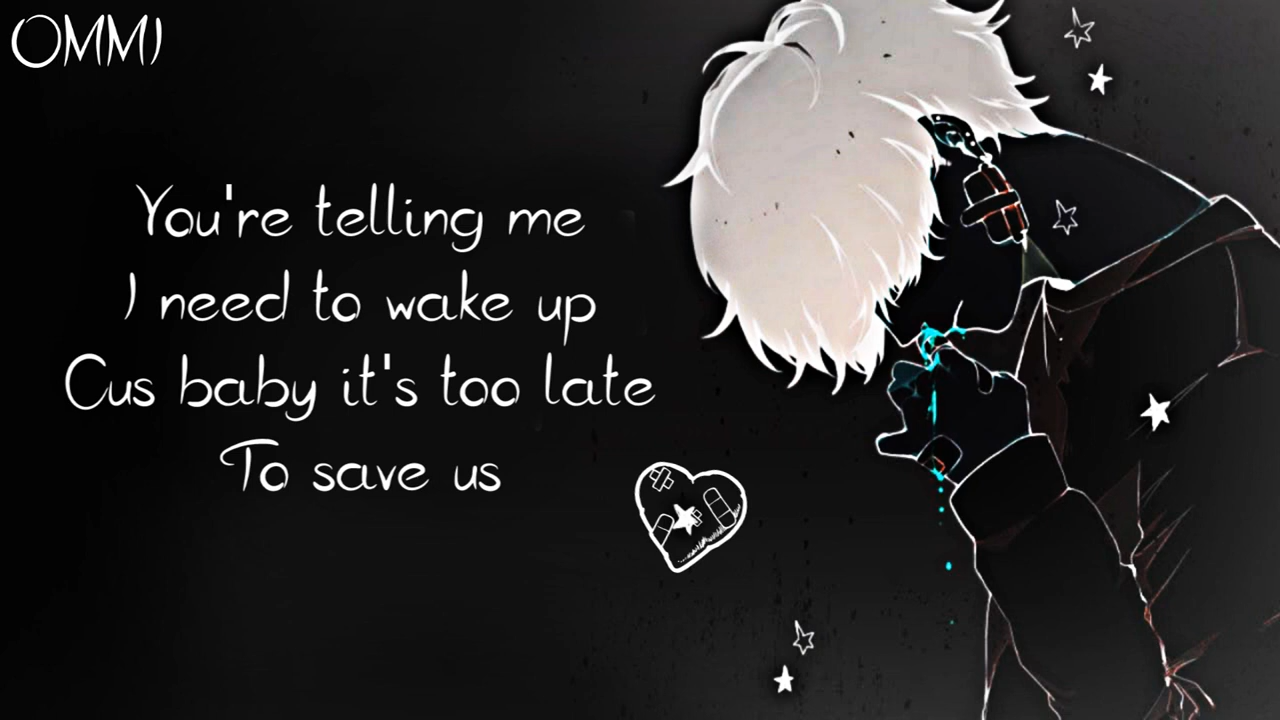 OMMI
You're telling me
I need to wake up
Cus baby it's too late
To save us